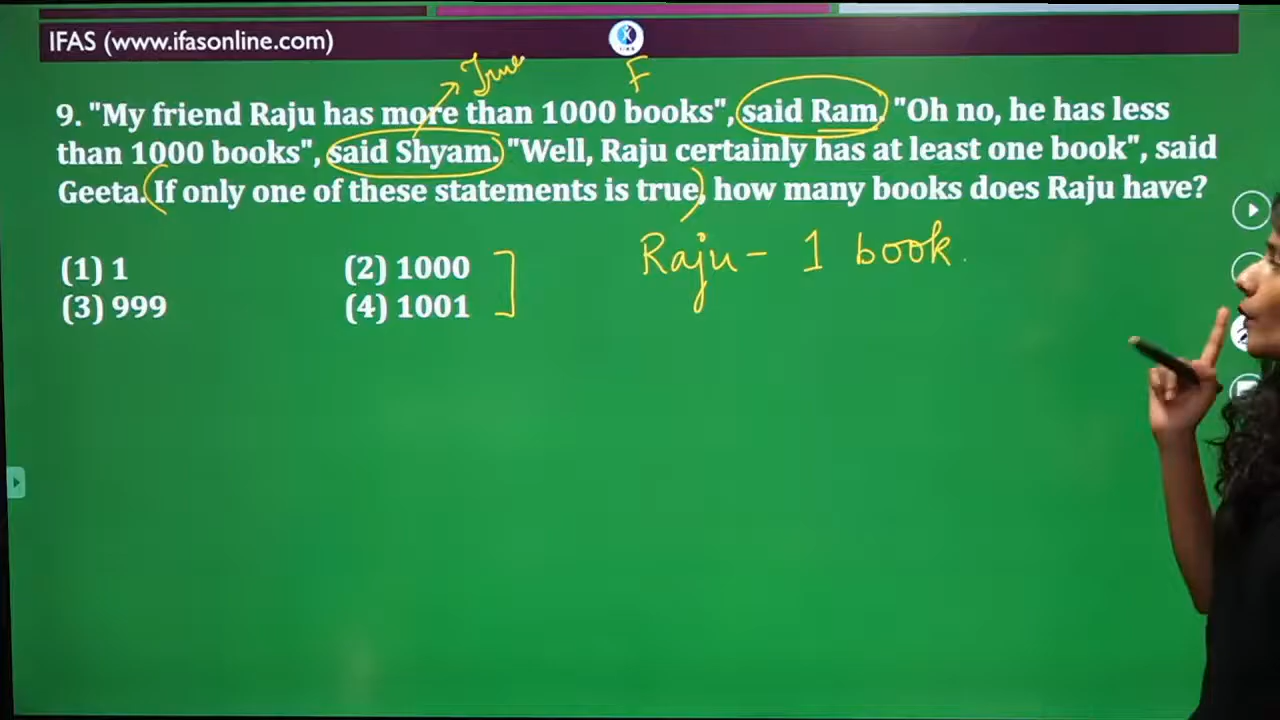 IFAS (www.ifasonline.com)
True
F
9. "My friend Raju has more than 1000 books", said Ram. "Oh no, he has less
than 1000 books", said Shyam. "Well, Raju certainly has at least one book", said
Geeta. If only one of these statements is true, how many books does Raju have?
Raju - 1 book.
(1) 1 (2) 1000
(3) 999 (4) 1001